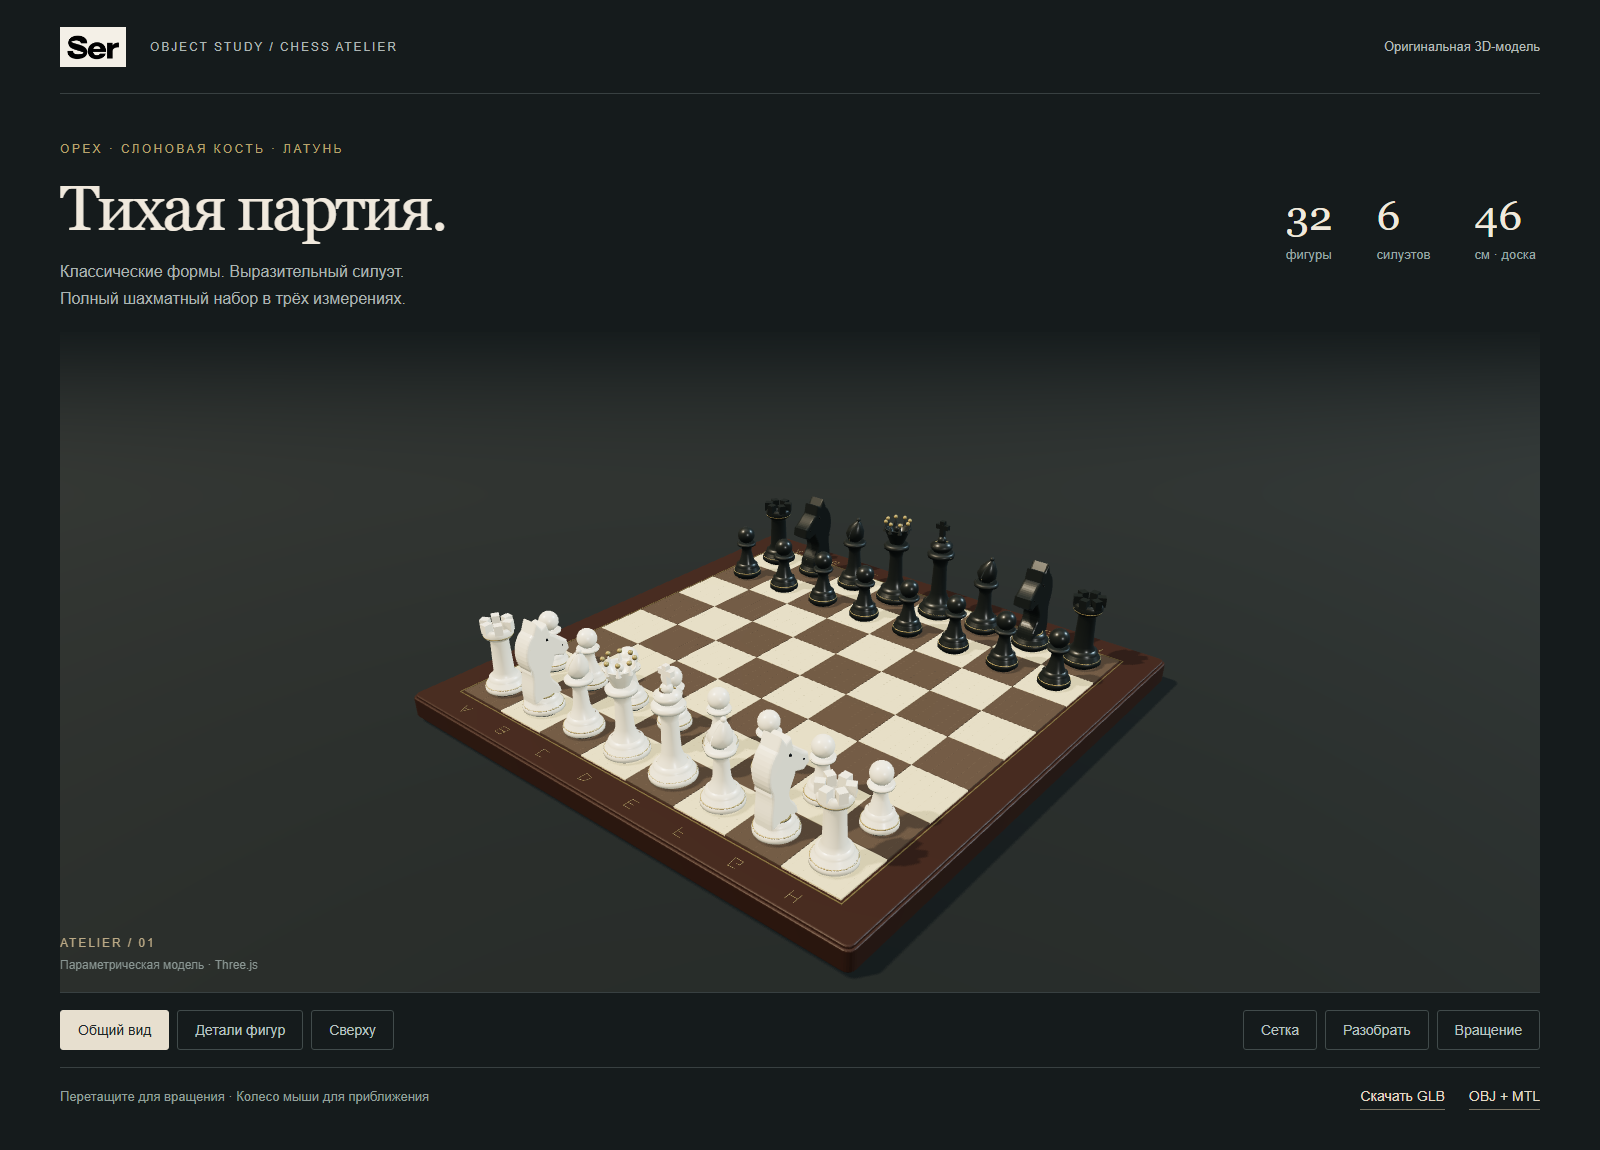 Ser
OBJECT STUDY / CHESS ATELIER
Оригинальная 3D-модель
ОРЕХ · СЛОНОВАЯ КОСТЬ · ЛАТУНЬ
Тихая партия.
Классические формы. Выразительный силуэт.
Полный шахматный набор в трёх измерениях.
32
фигуры
6
силуэтов
46
см · доска
A B C D E
H
ATELIER / 01
Параметрическая модель · Three.js
Общий вид
Детали фигур
Сверху
Сетка
Разобрать
Вращение
Перетащите для вращения · Колесо мыши для приближения
Скачать GLB
OBJ + MTL